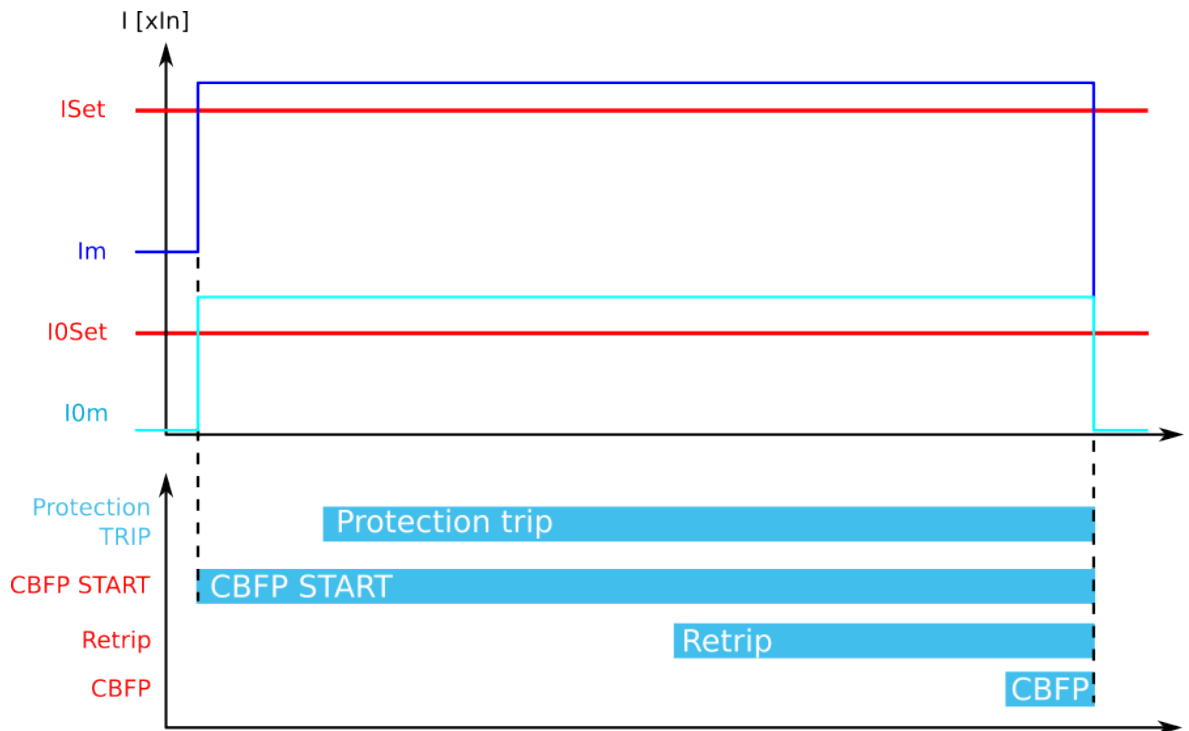 I [xIn]
ISet
Im
I0Set
I0m
Protection
TRIP
Protection trip
CBFP START
CBFP START
Retrip
Retrip
CBFP
CBFP